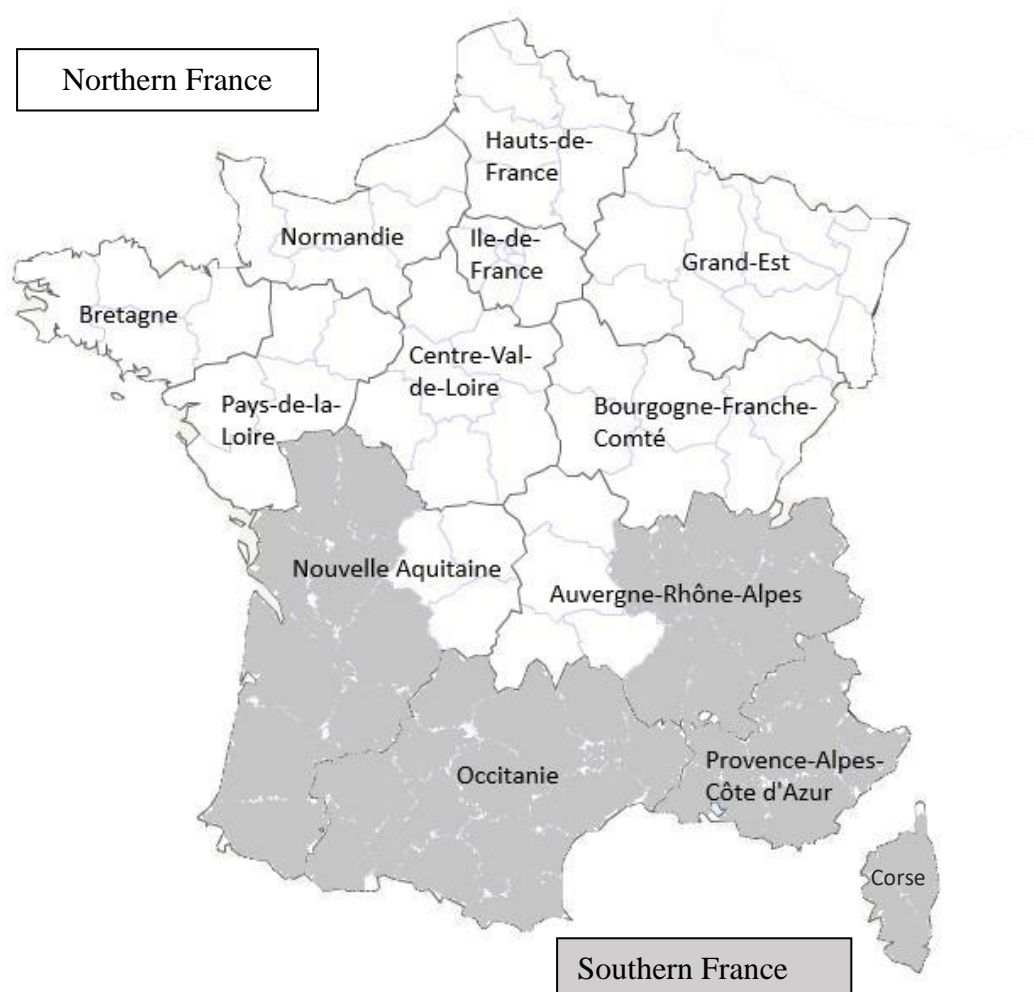 Northern France
Hauts-de-
France
Normandie
Ile-de-
France
Grand-Est
Bretagne
Centre-Val-
de-Loire
Pays-de-la-
Loire
Bourgogne-Franche-
Comté
Nouvelle Aquitaine
Auvergne-Rhône-Alpes
Occitanie
Provence-Alpes-
Côte d'Azur
Corse
Southern France